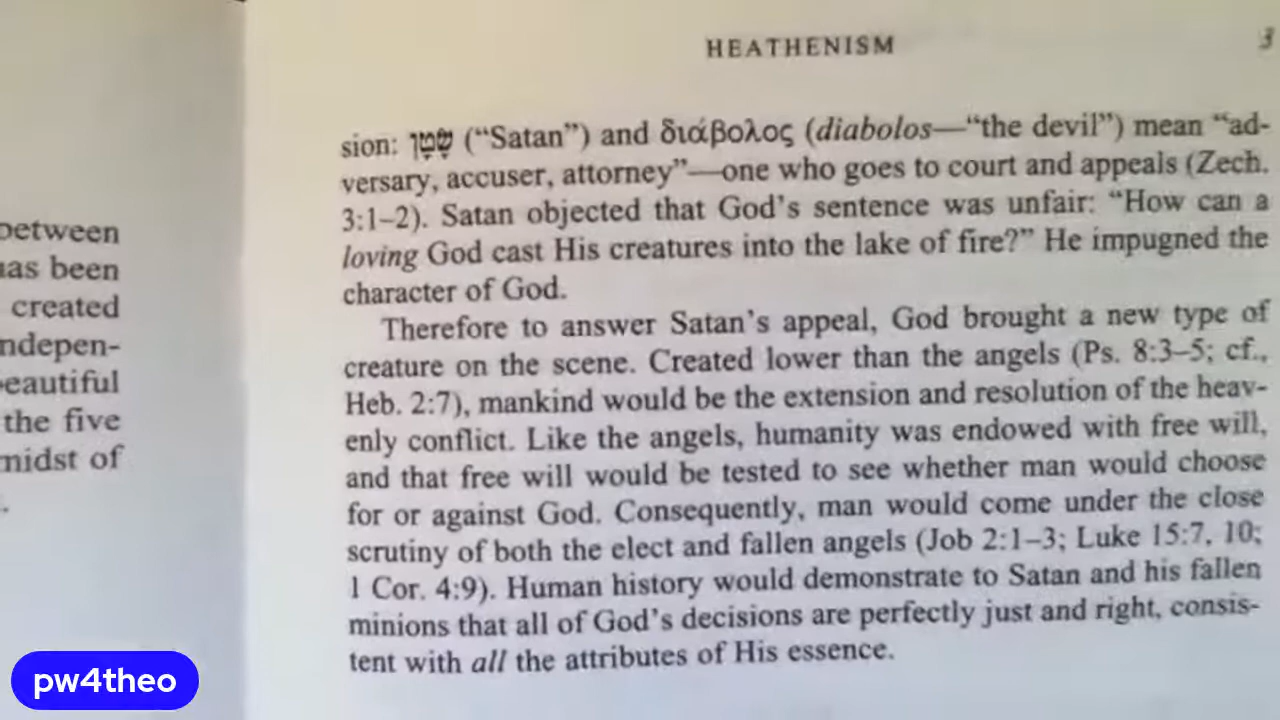 HEATHENISM
3
sion: שָׂטָן ("Satan") and διάβολος (diabolos—"the devil") mean "ad-
versary, accuser, attorney"—one who goes to court and appeals (Zech.
3:1–2). Satan objected that God's sentence was unfair: "How can a
loving God cast His creatures into the lake of fire?" He impugned the
character of God.
Therefore to answer Satan's appeal, God brought a new type of
creature on the scene. Created lower than the angels (Ps. 8:3–5; cf.,
Heb. 2:7), mankind would be the extension and resolution of the heav-
enly conflict. Like the angels, humanity was endowed with free will,
and that free will would be tested to see whether man would choose
for or against God. Consequently, man would come under the close
scrutiny of both the elect and fallen angels (Job 2:1–3; Luke 15:7, 10;
1 Cor. 4:9). Human history would demonstrate to Satan and his fallen
minions that all of God's decisions are perfectly just and right, consis-
tent with all the attributes of His essence.
between
has been
created
ndepen-
eautiful
the five
midst of
pw4theo